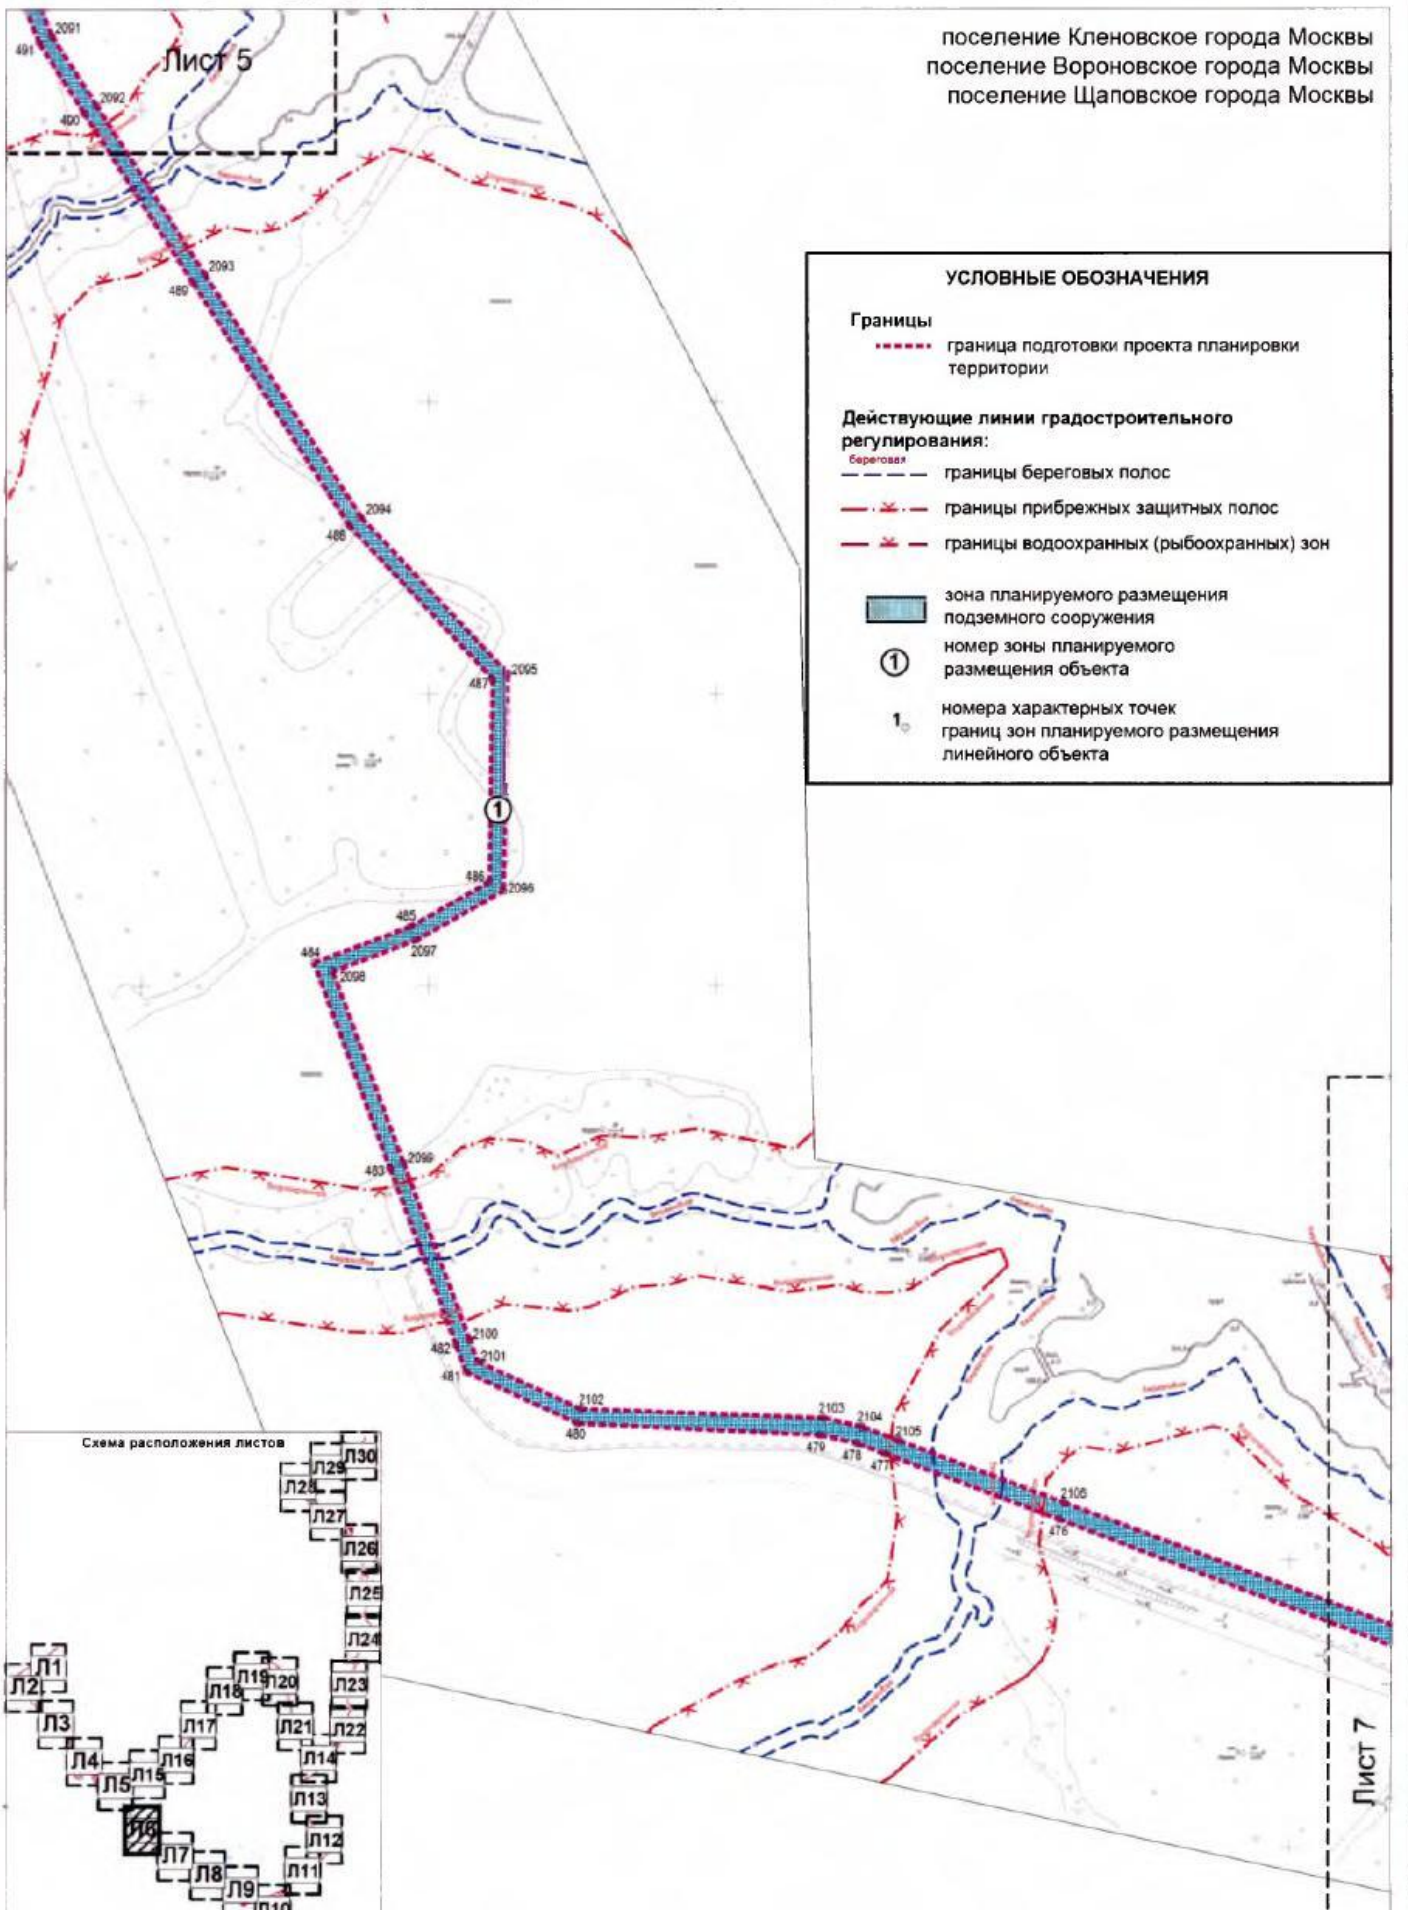 поселение Кленовское города Москвы
поселение Вороновское города Москвы
поселение Щаповское города Москвы
Лист 5
2091
491
2092
490
2093
489
УСЛОВНЫЕ ОБОЗНАЧЕНИЯ
Границы
граница подготовки проекта планировки
территории
Действующие линии градостроительного
регулирования:
береговая
границы береговых полос
границы прибрежных защитных полос
границы водоохранных (рыбоохранных) зон
зона планируемого размещения
подземного сооружения
1
номер зоны планируемого
размещения объекта
1
номера характерных точек
границ зон планируемого размещения
линейного объекта
2094
488
2095
487
1
486
2096
485
2097
484
2098
2099
483
2100
482
2101
481
2102
480
2103
2104
2105
479
478
477
2106
476
Лист 7
Схема расположения листов
Л30
Л29
Л28
Л27
Л26
Л25
Л24
Л1
Л2
Л19
Л20
Л18
Л23
Л3
Л17
Л21
Л22
Л4
Л16
Л14
Л5
Л15
Л13
Л6
Л12
Л7
Л11
Л8
Л9
Л10